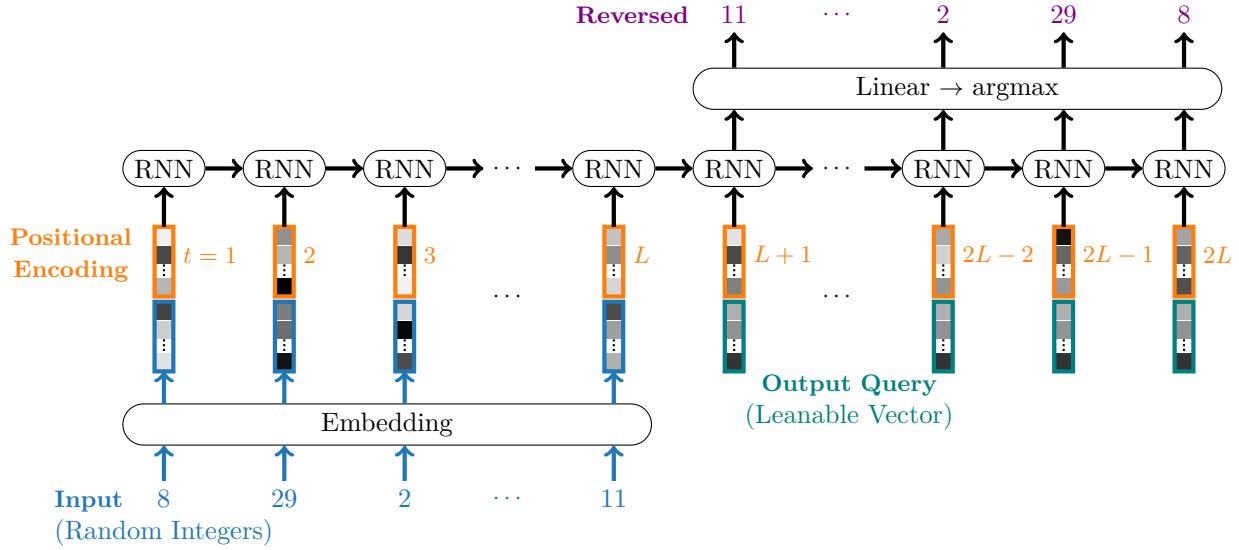 Reversed 11 ··· 2 29 8
Linear → argmax
RNN RNN RNN ··· RNN RNN ··· RNN RNN RNN
Positional
Encoding
t = 1 2 3 L L + 1 2L − 2 2L − 1 2L
··· ···
Output Query
(Leanable Vector)
Embedding
Input 8 29 2 ··· 11
(Random Integers)